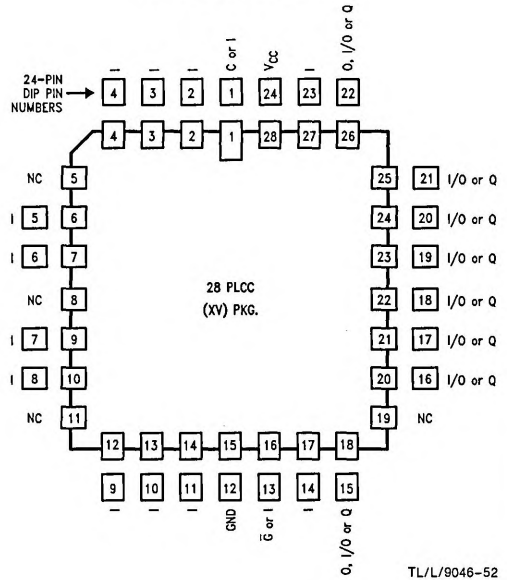 I I I C or I VCC I O, I/O or Q
24-PIN
DIP PIN
NUMBERS
4 3 2 1 24 23 22
4 3 2 1 28 27 26
NC 5 25 21 I/O or Q
I 5 6 24 20 I/O or Q
I 6 7 23 19 I/O or Q
28 PLCC
(XV) PKG.
NC 8 22 18 I/O or Q
I 7 9 21 17 I/O or Q
I 8 10 20 16 I/O or Q
NC 11 19 NC
12 13 14 15 16 17 18
9 10 11 12 13 14 15
I I I GND G̅ or I I O, I/O or Q
TL/L/9046-52